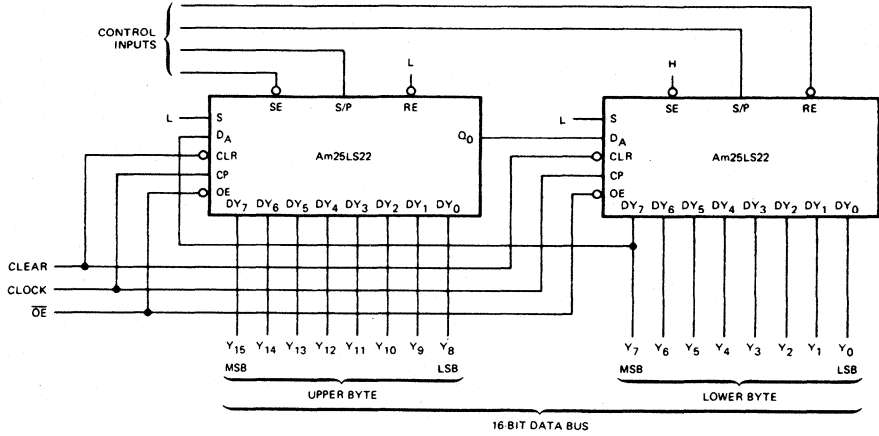 CONTROL
INPUTS
L H
SE S/P RE SE S/P RE
L S Q0 L S
DA DA
CLR Am25LS22 CLR Am25LS22
CP CP
OE OE
DY7 DY6 DY5 DY4 DY3 DY2 DY1 DY0 DY7 DY6 DY5 DY4 DY3 DY2 DY1 DY0
CLEAR
CLOCK
OE
Y15 Y14 Y13 Y12 Y11 Y10 Y9 Y8 Y7 Y6 Y5 Y4 Y3 Y2 Y1 Y0
MSB LSB MSB LSB
UPPER BYTE LOWER BYTE
16-BIT DATA BUS